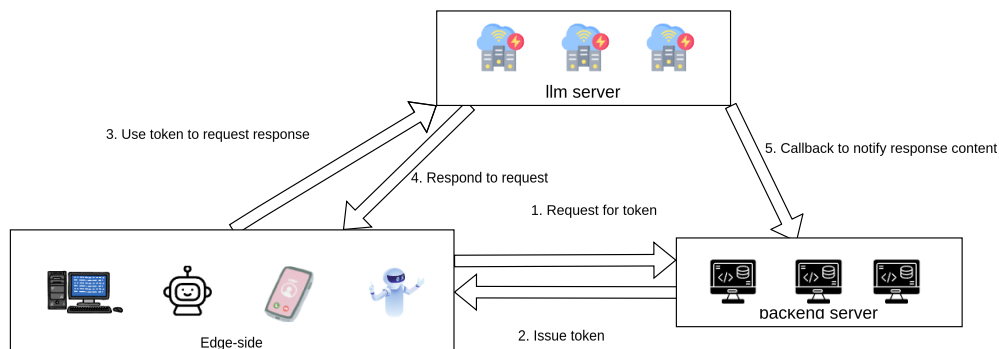 llm server
3. Use token to request response
5. Callback to notify response content
4. Respond to request
1. Request for token
backend server
2. Issue token
Edge-side